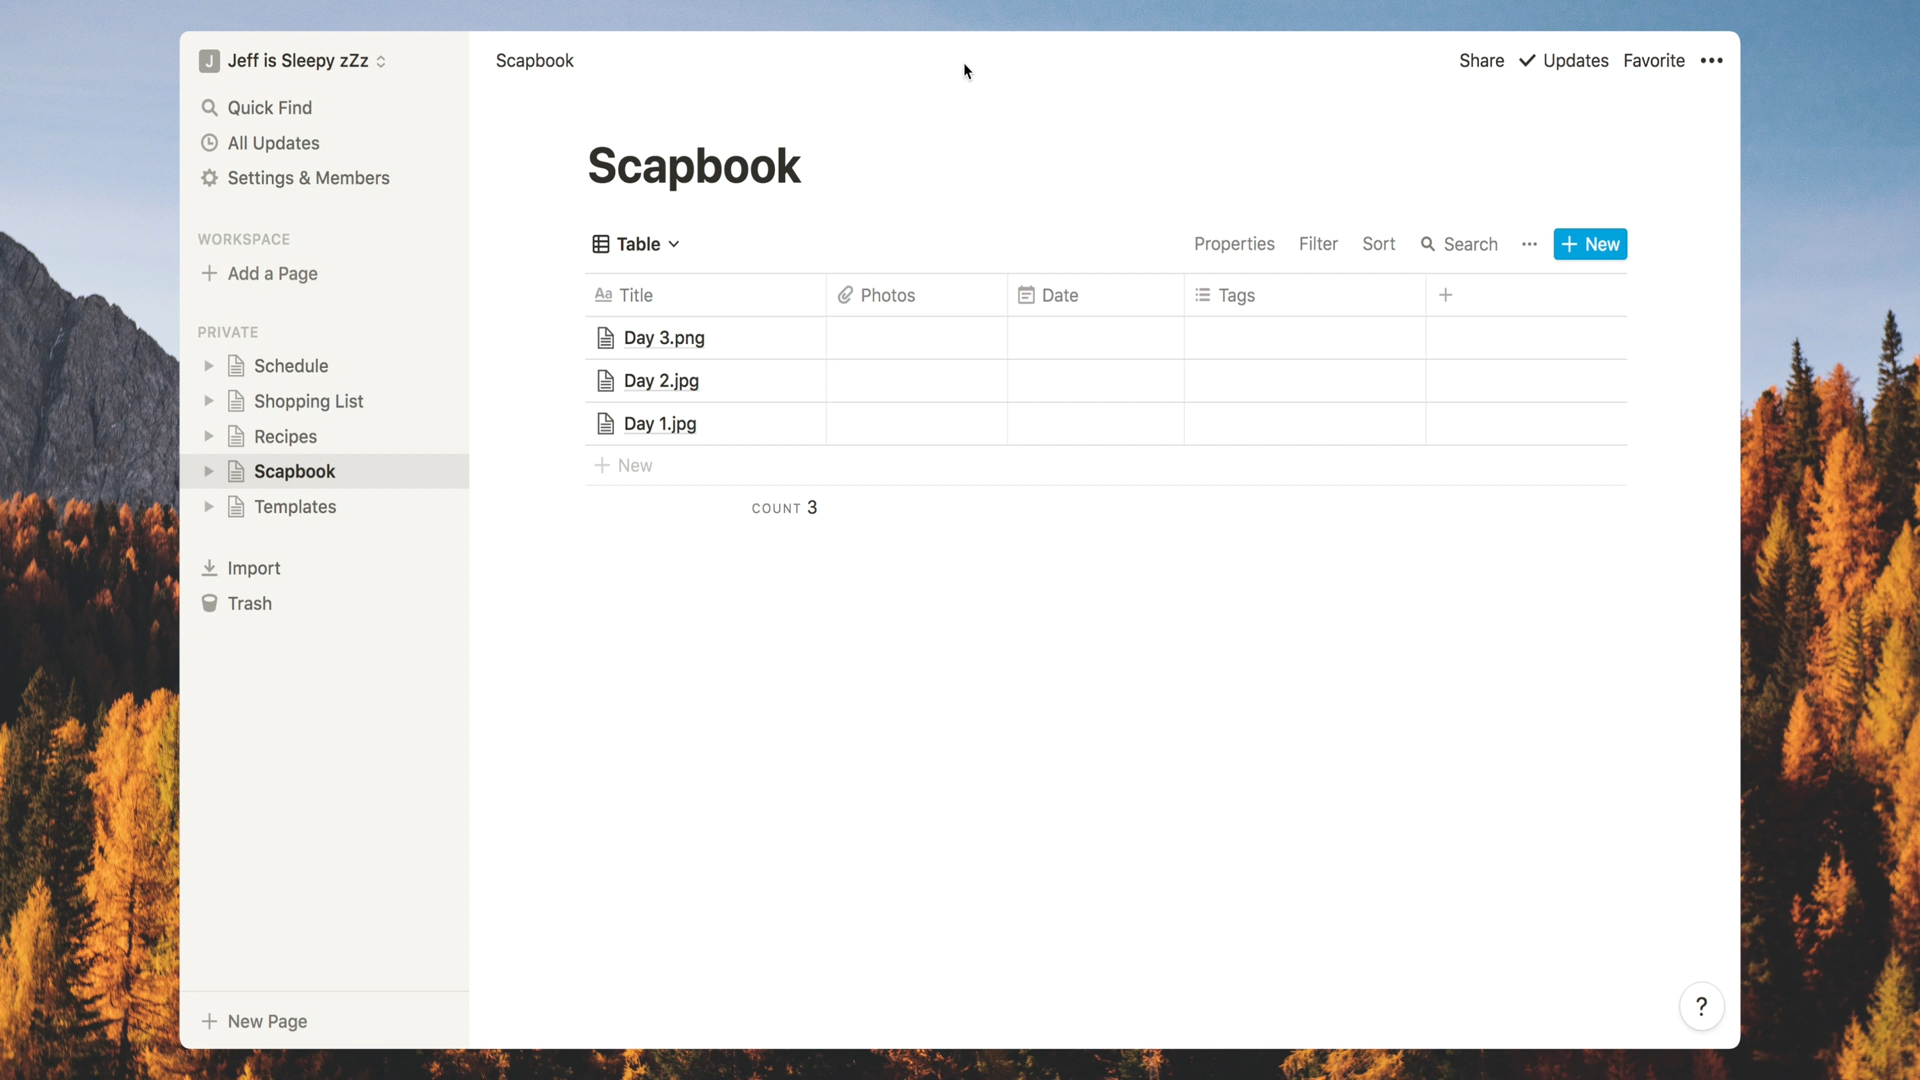 J Jeff is Sleepy zZz
Quick Find
All Updates
Settings & Members
WORKSPACE
Add a Page
PRIVATE
Schedule
Shopping List
Recipes
Scapbook
Templates
Import
Trash
New Page
Scapbook
Share Updates Favorite •••
Scapbook
Table
Properties Filter Sort Search ••• + New
Aa Title Photos Date Tags +
Day 3.png
Day 2.jpg
Day 1.jpg
+ New
COUNT 3
?